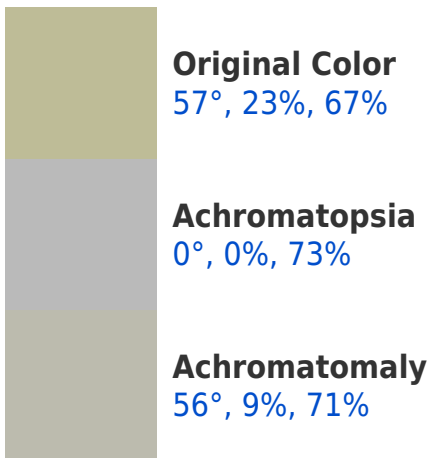 Original Color
57°, 23%, 67%
Achromatopsia
0°, 0%, 73%
Achromatomaly
56°, 9%, 71%